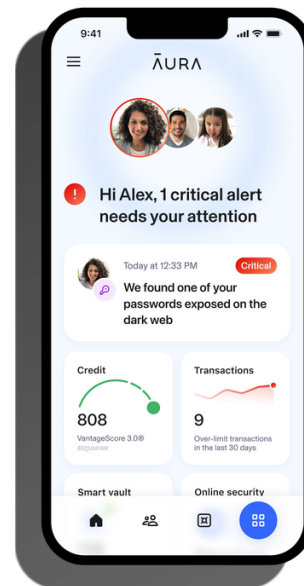 9:41
ĀURA
Hi Alex, 1 critical alert
needs your attention
Today at 12:33 PM
Critical
We found one of your
passwords exposed on the
dark web
Credit
Transactions
808
9
VantageScore 3.0®
Over-limit transactions
in the last 30 days
Smart vault
Online security